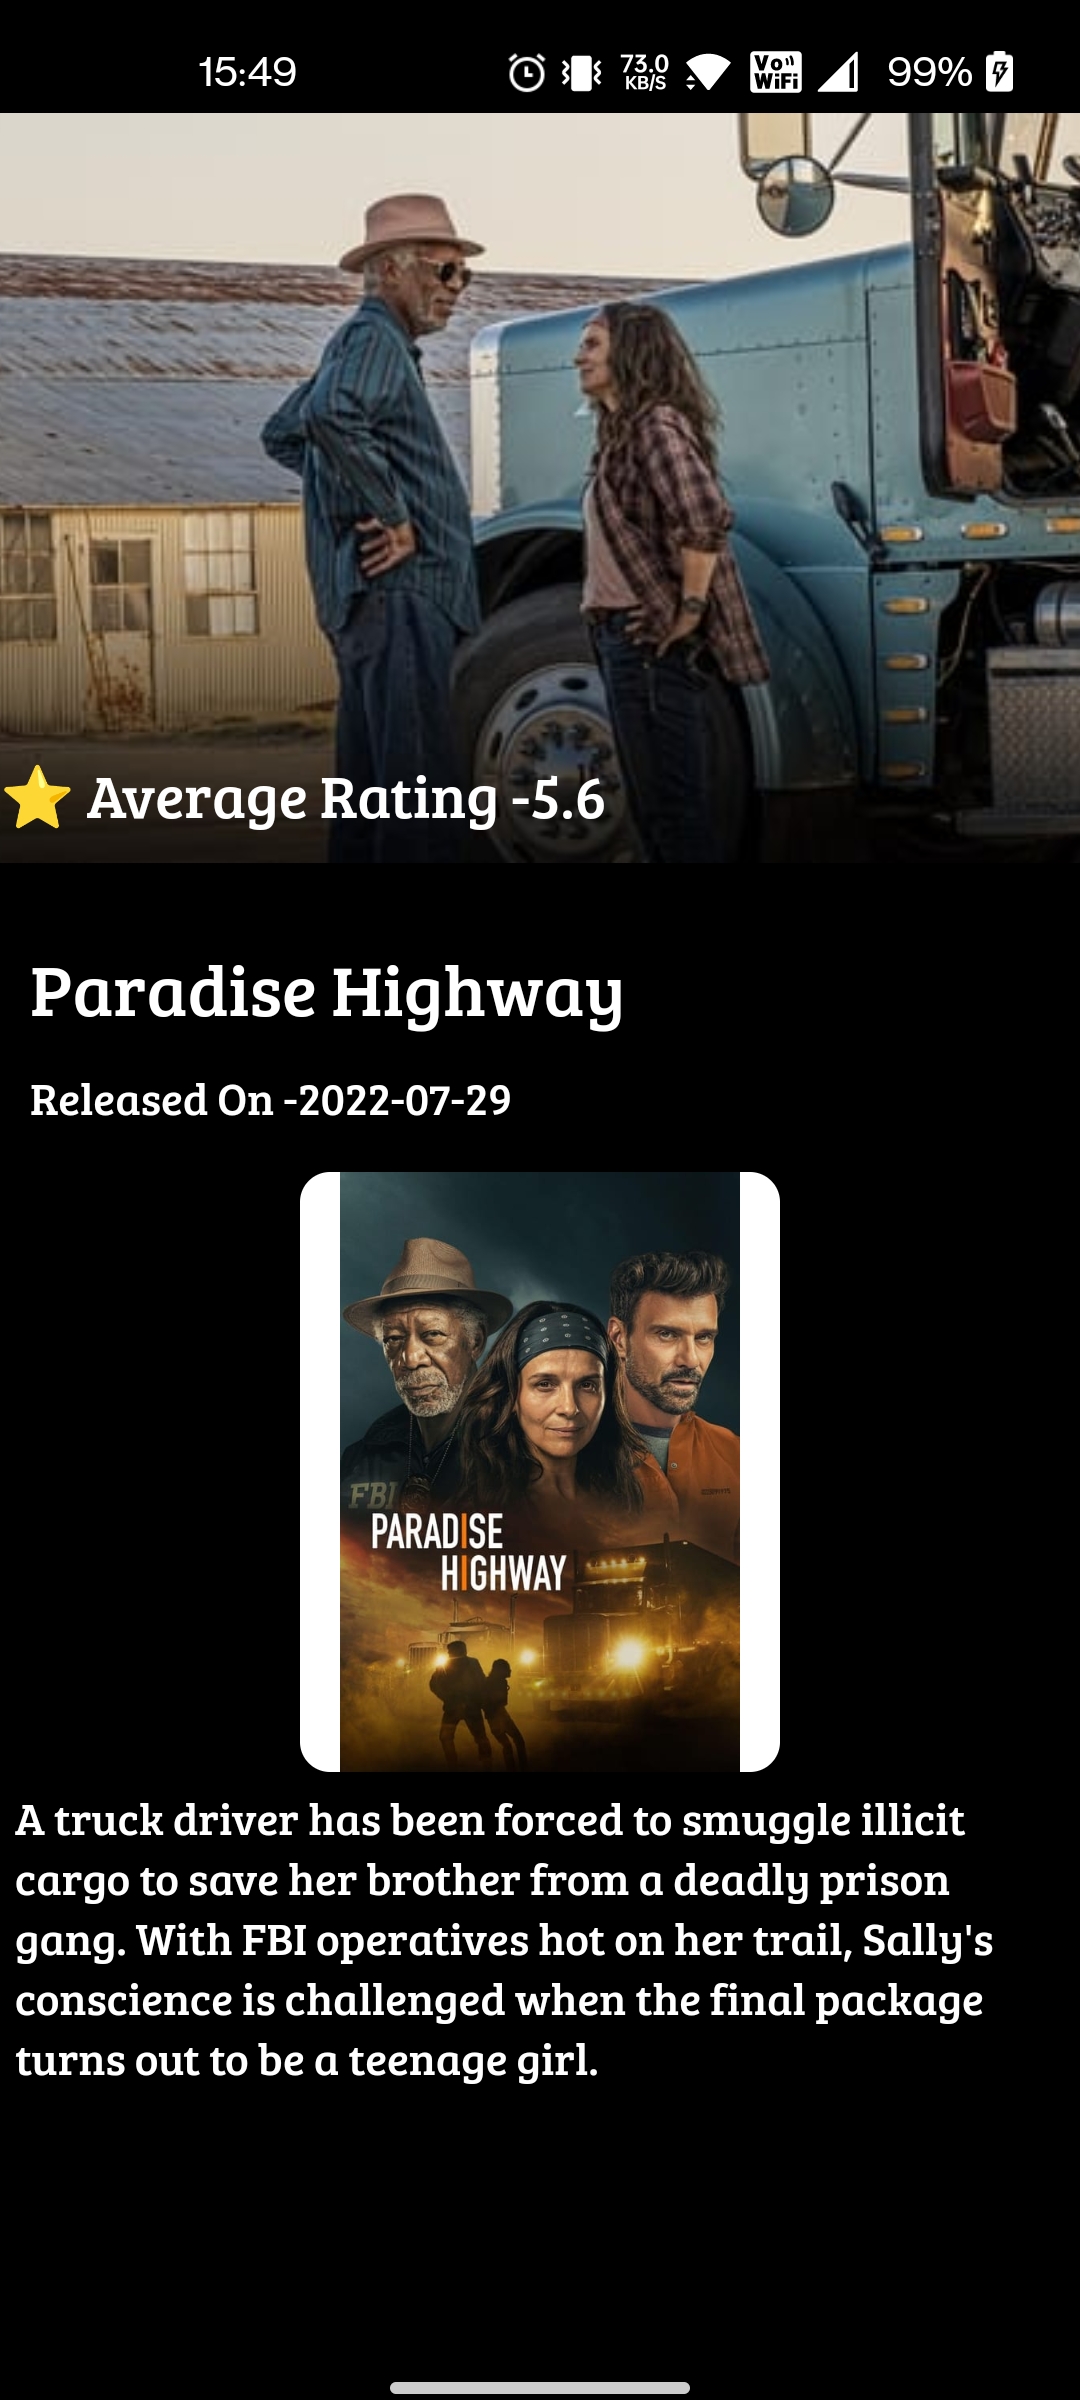 15:49
73.0
KB/S
Vo
WiFi
99%
Average Rating -5.6
Paradise Highway
Released On -2022-07-29
FBI
PARADISE
HIGHWAY
A truck driver has been forced to smuggle illicit
cargo to save her brother from a deadly prison
gang. With FBI operatives hot on her trail, Sally's
conscience is challenged when the final package
turns out to be a teenage girl.